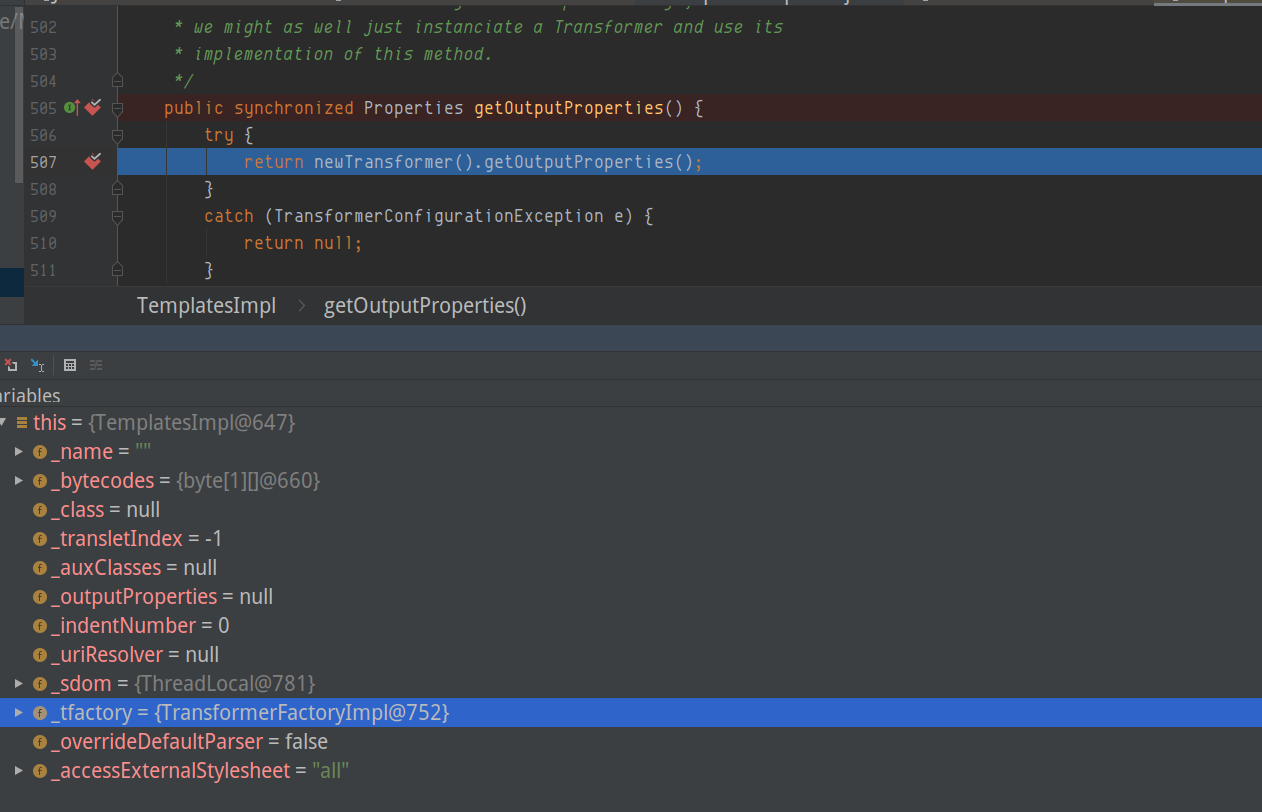 502 * we might as well just instanciate a Transformer and use its
503 * implementation of this method.
504 */
505 public synchronized Properties getOutputProperties() {
506 try {
507 return newTransformer().getOutputProperties();
508 }
509 catch (TransformerConfigurationException e) {
510 return null;
511 }
TemplatesImpl > getOutputProperties()
riables
this = {TemplatesImpl@647}
_name = ""
_bytecodes = {byte[1][]@660}
_class = null
_transletIndex = -1
_auxClasses = null
_outputProperties = null
_indentNumber = 0
_uriResolver = null
_sdom = {ThreadLocal@781}
_tfactory = {TransformerFactoryImpl@752}
_overrideDefaultParser = false
_accessExternalStylesheet = "all"